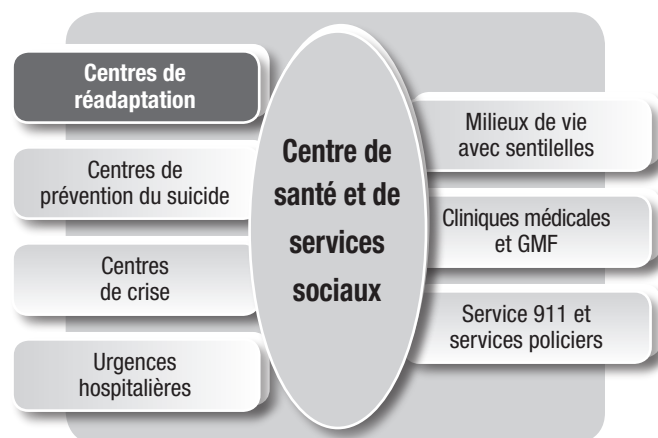 Centres de
réadaptation
Centres de
prévention du suicide
Centres
de crise
Urgences
hospitalières
Centre de
santé et de
services
sociaux
Milieux de vie
avec sentilelles
Cliniques médicales
et GMF
Service 911 et
services policiers